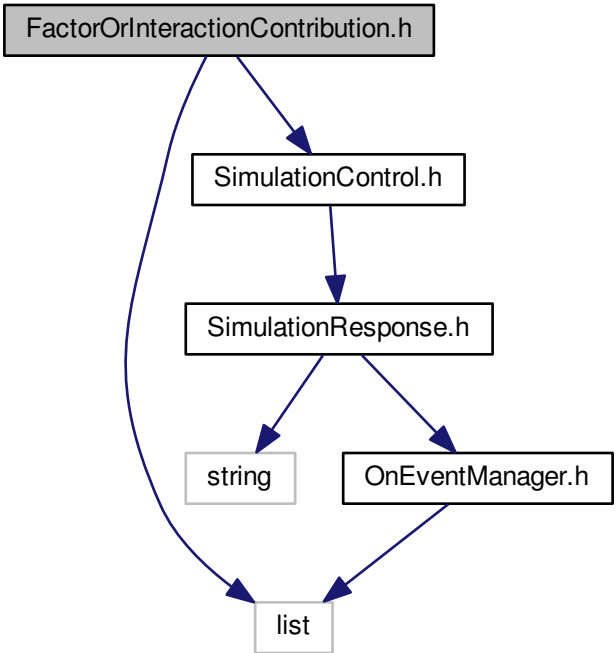 FactorOrInteractionContribution.h
SimulationControl.h
SimulationResponse.h
string
OnEventManager.h
list